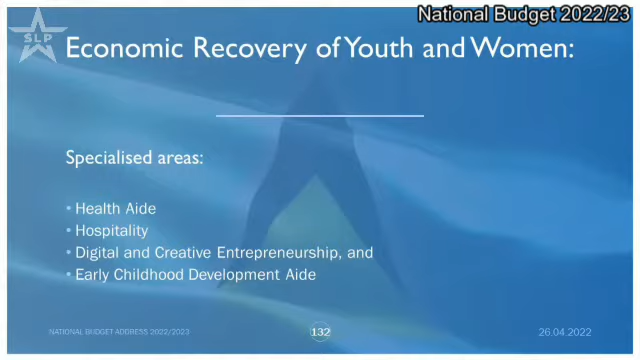 National Budget 2022/23
SLP
Economic Recovery of Youth and Women:
Specialised areas:
• Health Aide
• Hospitality
• Digital and Creative Entrepreneurship, and
• Early Childhood Development Aide
NATIONAL BUDGET ADDRESS 2022/2023
132
26.04.2022